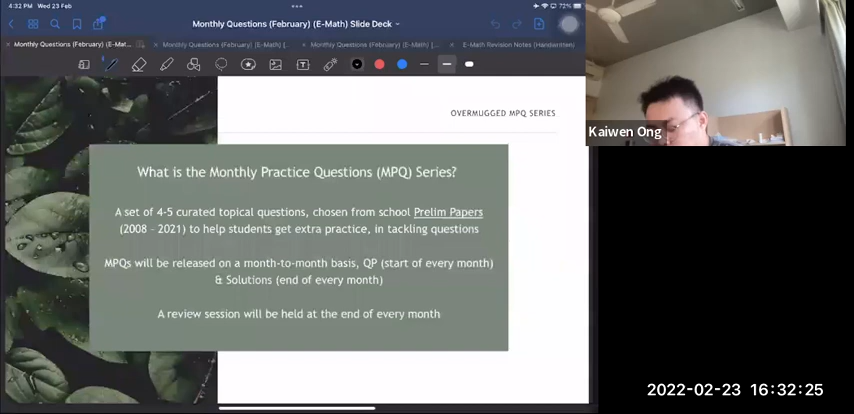 4:32 PM Wed 23 Feb
72%
Monthly Questions (February) (E-Math) Slide Deck
Monthly Questions (February) (E-Mat...
Monthly Questions (February) (E-Math) [...
Monthly Questions (February) (E-Math) [...
E-Math Revision Notes (Handwritten)
OVERMUGGED MPQ SERIES
What is the Monthly Practice Questions (MPQ) Series?
A set of 4-5 curated topical questions, chosen from school Prelim Papers
(2008 - 2021) to help students get extra practice, in tackling questions
MPQs will be released on a month-to-month basis, QP (start of every month)
& Solutions (end of every month)
A review session will be held at the end of every month
Kaiwen Ong
2022-02-23 16:32:25